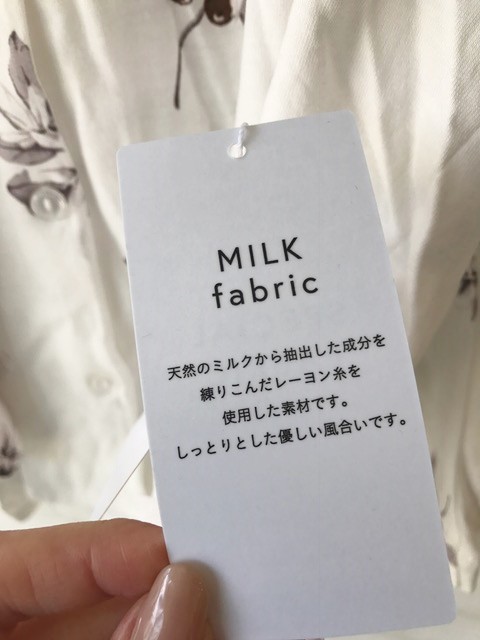 MILK
fabric
天然のミルクから抽出した成分を
練りこんだレーヨン糸を
使用した素材です。
しっとりとした優しい風合いです。